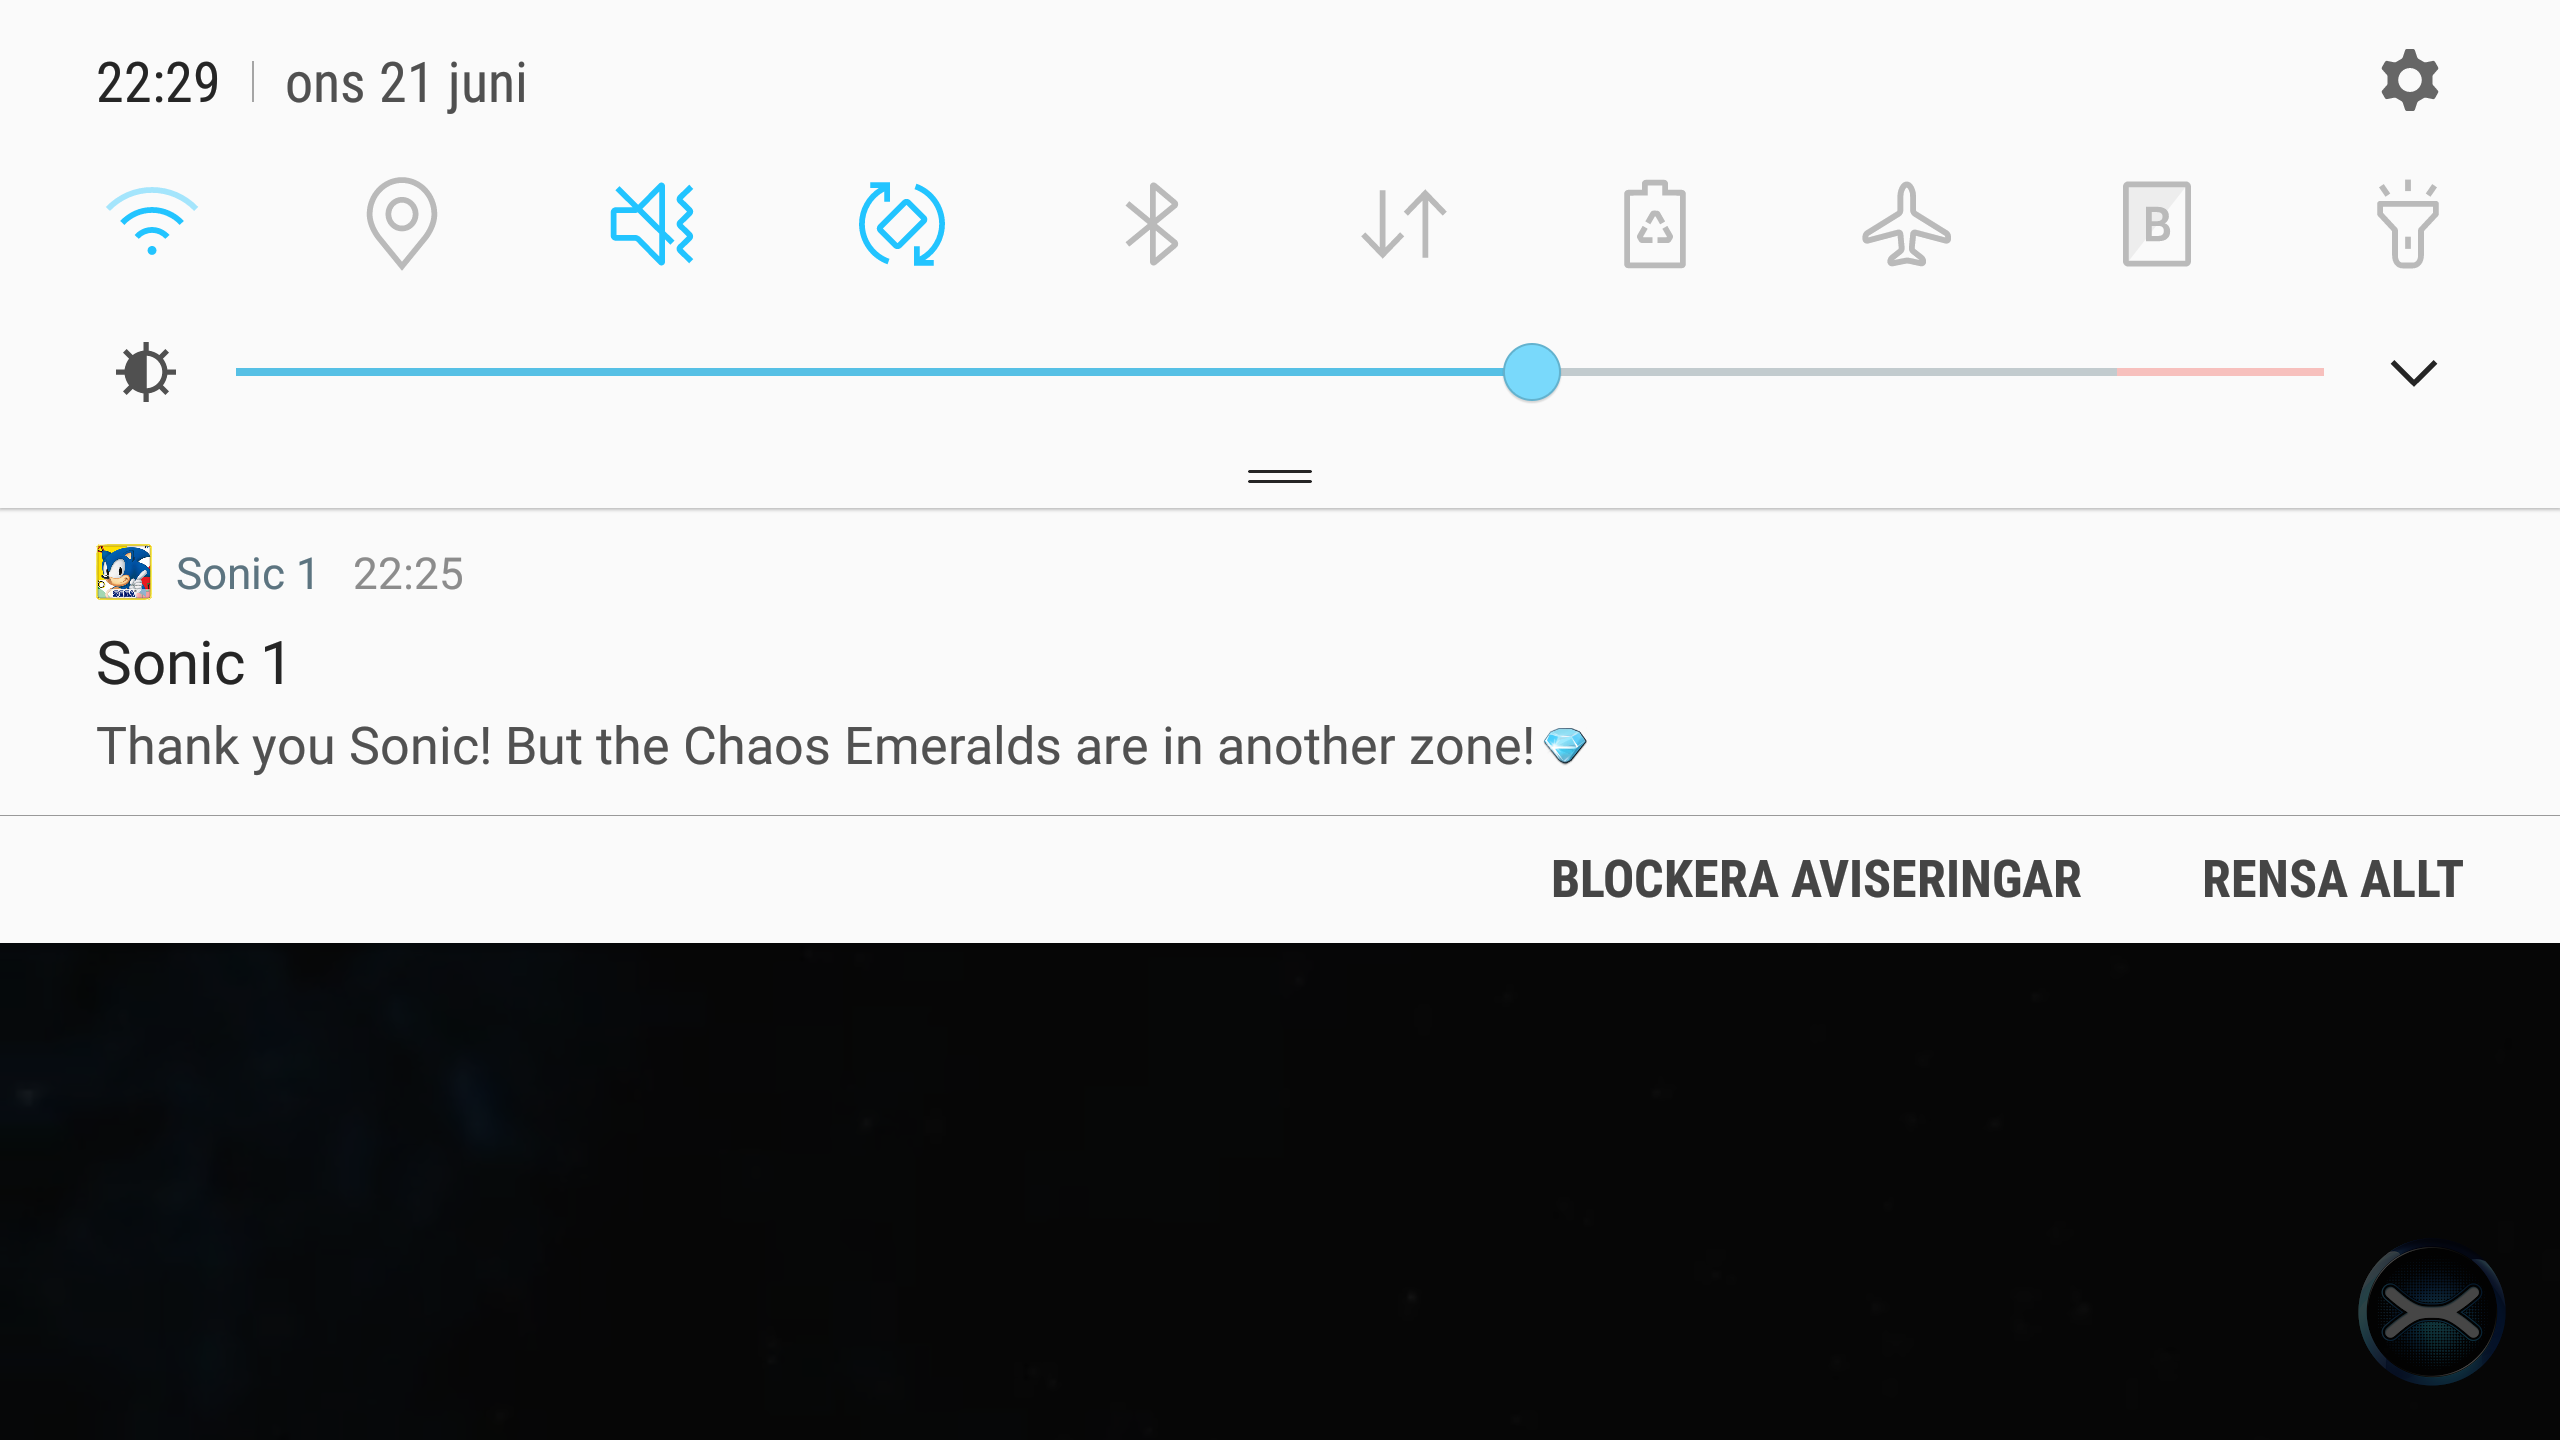 22:29 ons 21 juni
B
Sonic 1 22:25
Sonic 1
Thank you Sonic! But the Chaos Emeralds are in another zone!💎
BLOCKERA AVISERINGAR RENSA ALLT